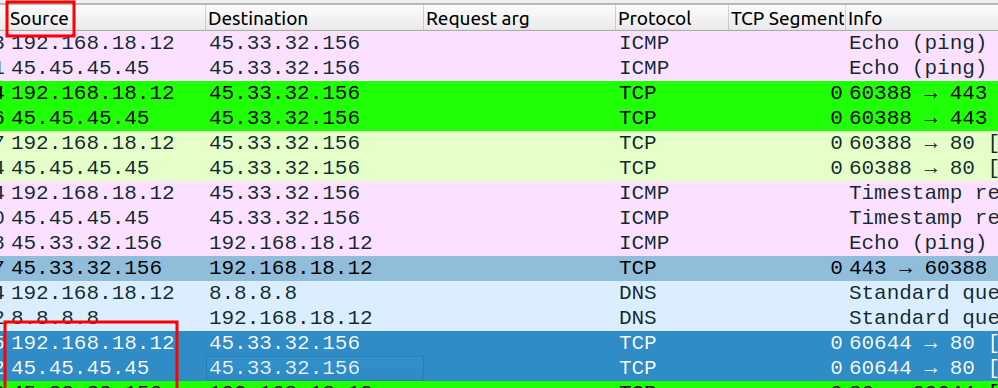 Source Destination Request arg Protocol TCP Segment Info
192.168.18.12 45.33.32.156 ICMP Echo (ping)
45.45.45.45 45.33.32.156 ICMP Echo (ping)
192.168.18.12 45.33.32.156 TCP 0 60388 → 443
45.45.45.45 45.33.32.156 TCP 0 60388 → 443
192.168.18.12 45.33.32.156 TCP 0 60388 → 80 [
45.45.45.45 45.33.32.156 TCP 0 60388 → 80 [
192.168.18.12 45.33.32.156 ICMP Timestamp re
45.45.45.45 45.33.32.156 ICMP Timestamp re
45.33.32.156 192.168.18.12 ICMP Echo (ping)
45.33.32.156 192.168.18.12 TCP 0 443 → 60388
192.168.18.12 8.8.8.8 DNS Standard que
8.8.8.8 192.168.18.12 DNS Standard que
192.168.18.12 45.33.32.156 TCP 0 60644 → 80 [
45.45.45.45 45.33.32.156 TCP 0 60644 → 80 [